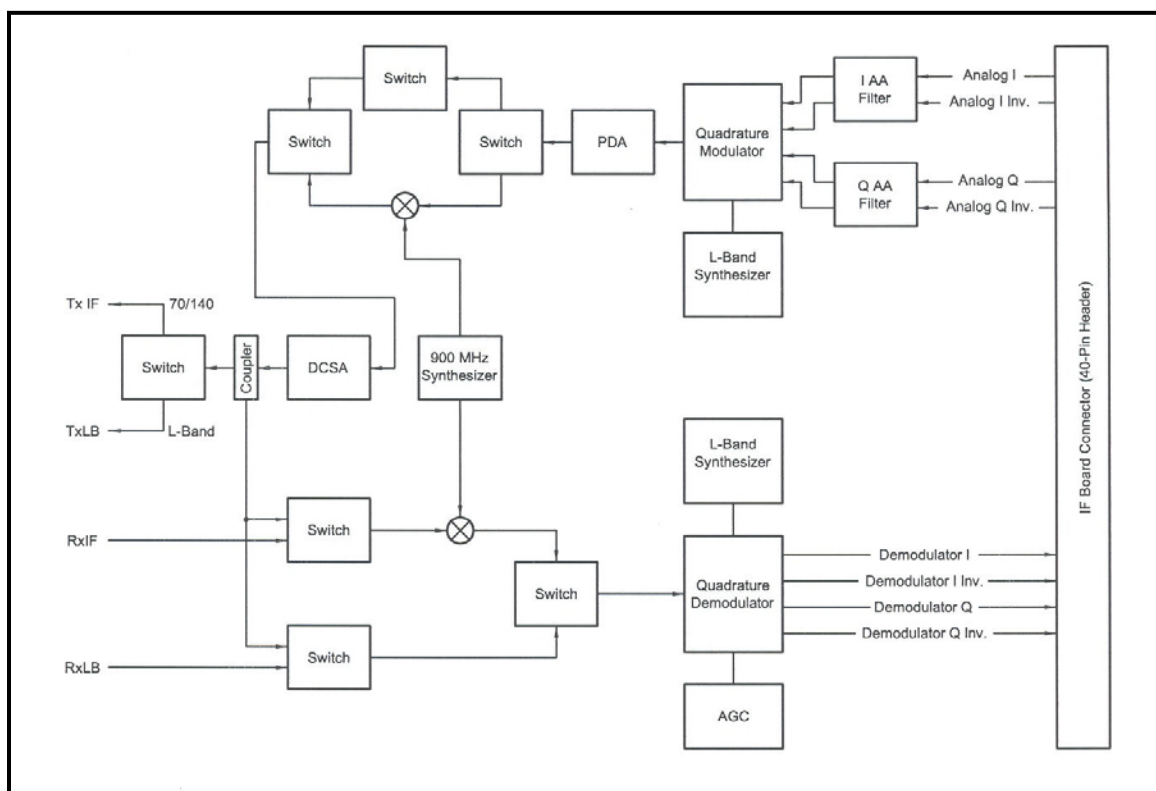 Switch
I AA
Filter
Analog I
Analog I Inv.
Switch
Switch
PDA
Quadrature
Modulator
Q AA
Filter
Analog Q
Analog Q Inv.
L-Band
Synthesizer
Tx IF
70/140
Switch
Coupler
DCSA
900 MHz
Synthesizer
TxLB
L-Band
L-Band
Synthesizer
IF Board Connector (40-Pin Header)
RxIF
Switch
Switch
Quadrature
Demodulator
Demodulator I
Demodulator I Inv.
Demodulator Q
Demodulator Q Inv.
RxLB
Switch
AGC